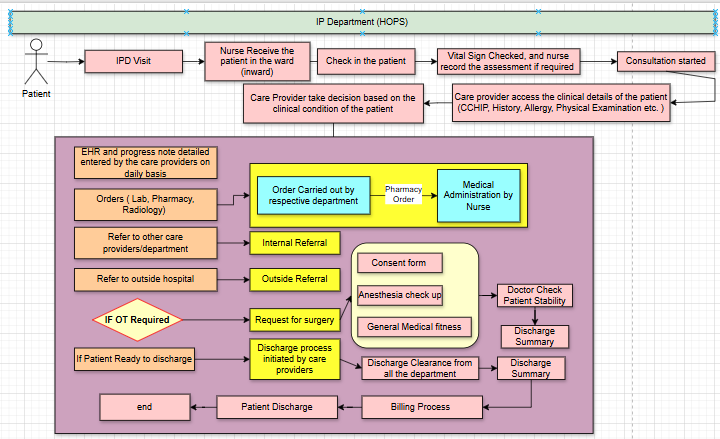 IP Department (HOPS)
Patient
IPD Visit
Nurse Receive the
patient in the ward
(inward)
Check in the patient
Vital Sign Checked, and nurse
record the assessment if required
Consultation started
Care provider access the clinical details of the patient
(CCHIP, History, Allergy, Physical Examination etc. )
Care Provider take decision based on the
clinical condition of the patient
EHR and progress note detailed
entered by the care providers on
daily basis
Orders ( Lab, Pharmacy,
Radiology)
Order Carried out by
respective department
Pharmacy
Order
Medical
Administration by
Nurse
Refer to other care
providers/department
Internal Referral
Refer to outside hospital
Outside Referral
IF OT Required
Request for surgery
Consent form
Anesthesia check up
General Medical fitness
Doctor Check
Patient Stability
Discharge
Summary
If Patient Ready to discharge
Discharge process
initiated by care
providers
Discharge Clearance from
all the department
Discharge
Summary
Billing Process
Patient Discharge
end